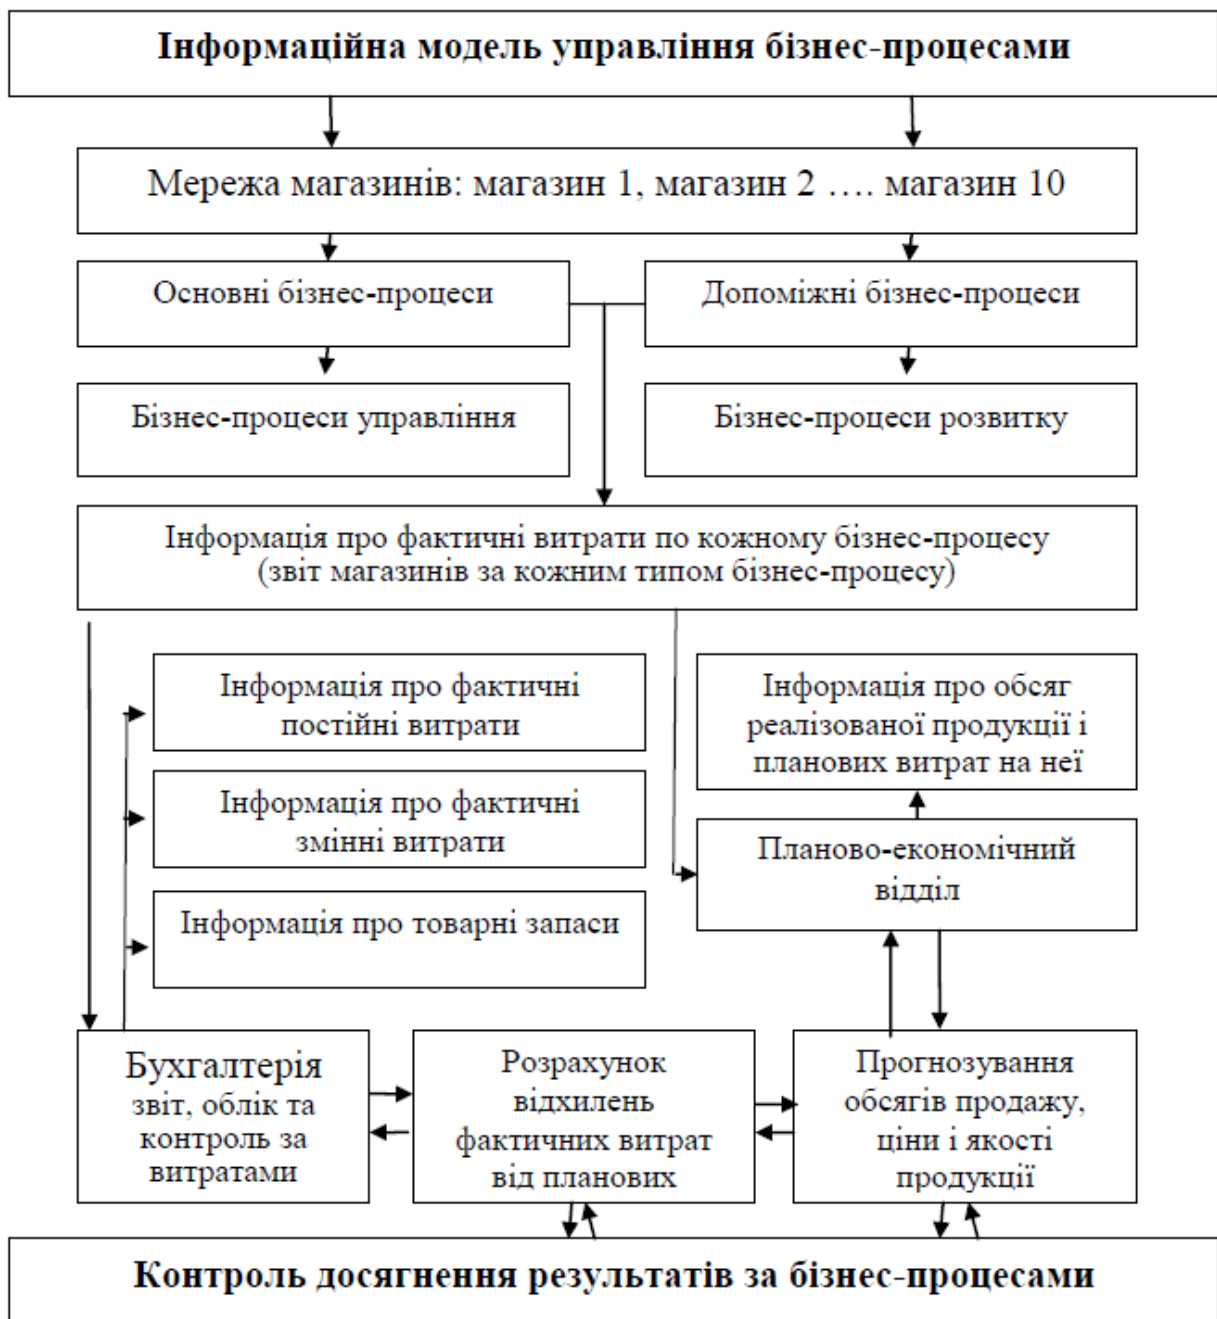 Інформаційна модель управління бізнес-процесами
Мережа магазинів: магазин 1, магазин 2 …. магазин 10
Основні бізнес-процеси
Допоміжні бізнес-процеси
Бізнес-процеси управління
Бізнес-процеси розвитку
Інформація про фактичні витрати по кожному бізнес-процесу
(звіт магазинів за кожним типом бізнес-процесу)
Інформація про фактичні
постійні витрати
Інформація про обсяг
реалізованої продукції і
планових витрат на неї
Інформація про фактичні
змінні витрати
Планово-економічний
відділ
Інформація про товарні запаси
Бухгалтерія
звіт, облік та
контроль за
витратами
Розрахунок
відхилень
фактичних витрат
від планових
Прогнозування
обсягів продажу,
ціни і якості
продукції
Контроль досягнення результатів за бізнес-процесами